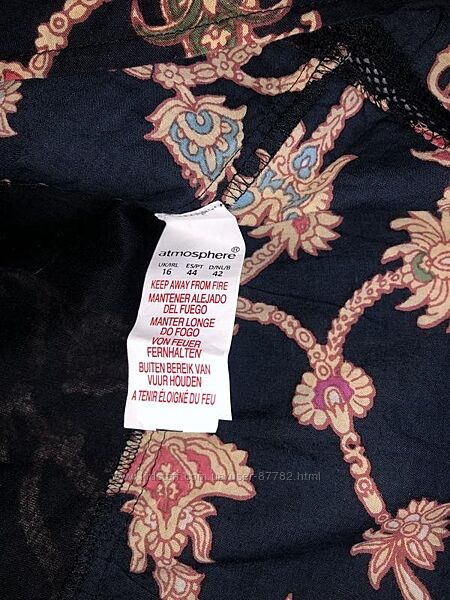 atmosphere®
UK/IRL ES/PT D/NL/B
16 44 42
KEEP AWAY FROM FIRE
MANTENER ALEJADO
DEL FUEGO
MANTER LONGE
DO FOGO
VON FEUER
FERNHALTEN
BUITEN BEREIK VAN
VUUR HOUDEN
A TENIR ÉLOIGNÉ DU FEU